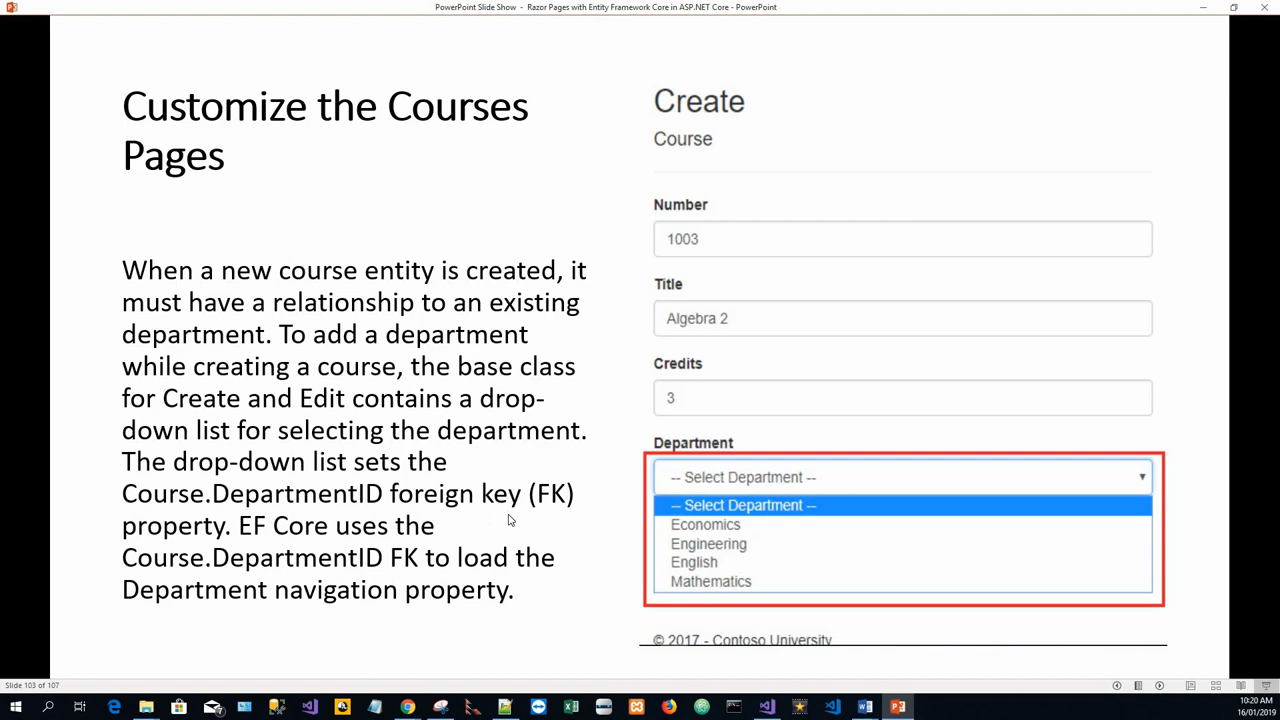 PowerPoint Slide Show - Razor Pages with Entity Framework Core in ASP.NET Core - PowerPoint
Customize the Courses
Pages
When a new course entity is created, it
must have a relationship to an existing
department. To add a department
while creating a course, the base class
for Create and Edit contains a drop-
down list for selecting the department.
The drop-down list sets the
Course.DepartmentID foreign key (FK)
property. EF Core uses the
Course.DepartmentID FK to load the
Department navigation property.
Create
Course
Number
1003
Title
Algebra 2
Credits
3
Department
-- Select Department --
-- Select Department --
Economics
Engineering
English
Mathematics
© 2017 - Contoso University
Slide 103 of 107
10:20 AM
16/01/2019